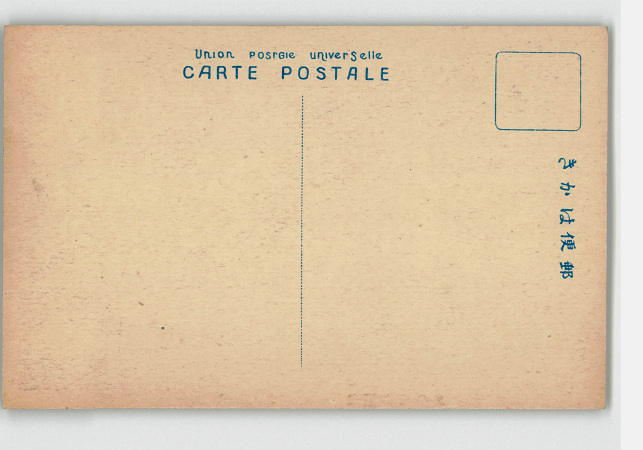 Union postale universelle
CARTE POSTALE
郵便はかき